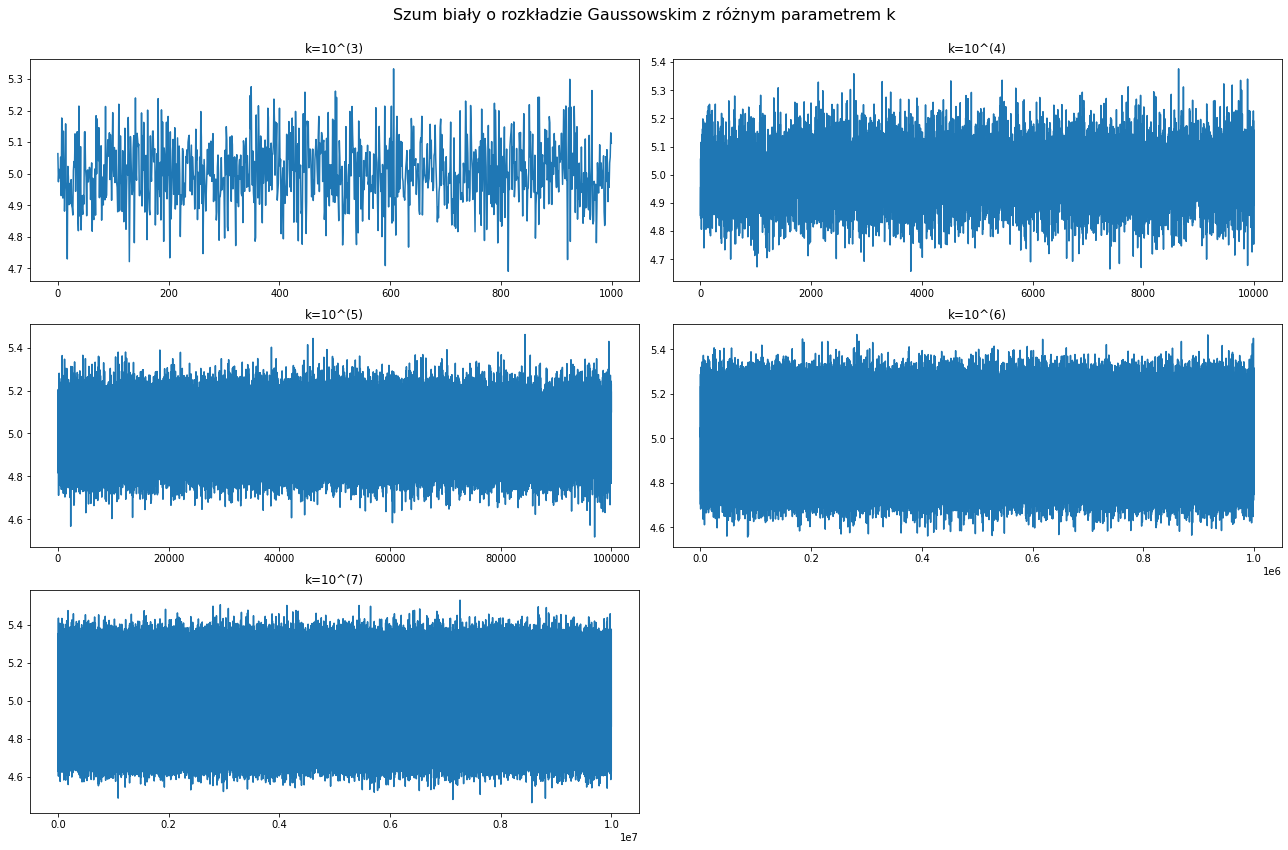 Szum biały o rozkładzie Gaussowskim z różnym parametrem k
k=10^(3)
5.3
5.2
5.1
5.0
4.9
4.8
4.7
0 200 400 600 800 1000
k=10^(4)
5.4
5.3
5.2
5.1
5.0
4.9
4.8
4.7
0 2000 4000 6000 8000 10000
k=10^(5)
5.4
5.2
5.0
4.8
4.6
0 20000 40000 60000 80000 100000
k=10^(6)
5.4
5.2
5.0
4.8
4.6
0.0 0.2 0.4 0.6 0.8 1.0
1e6
k=10^(7)
5.4
5.2
5.0
4.8
4.6
0.0 0.2 0.4 0.6 0.8 1.0
1e7